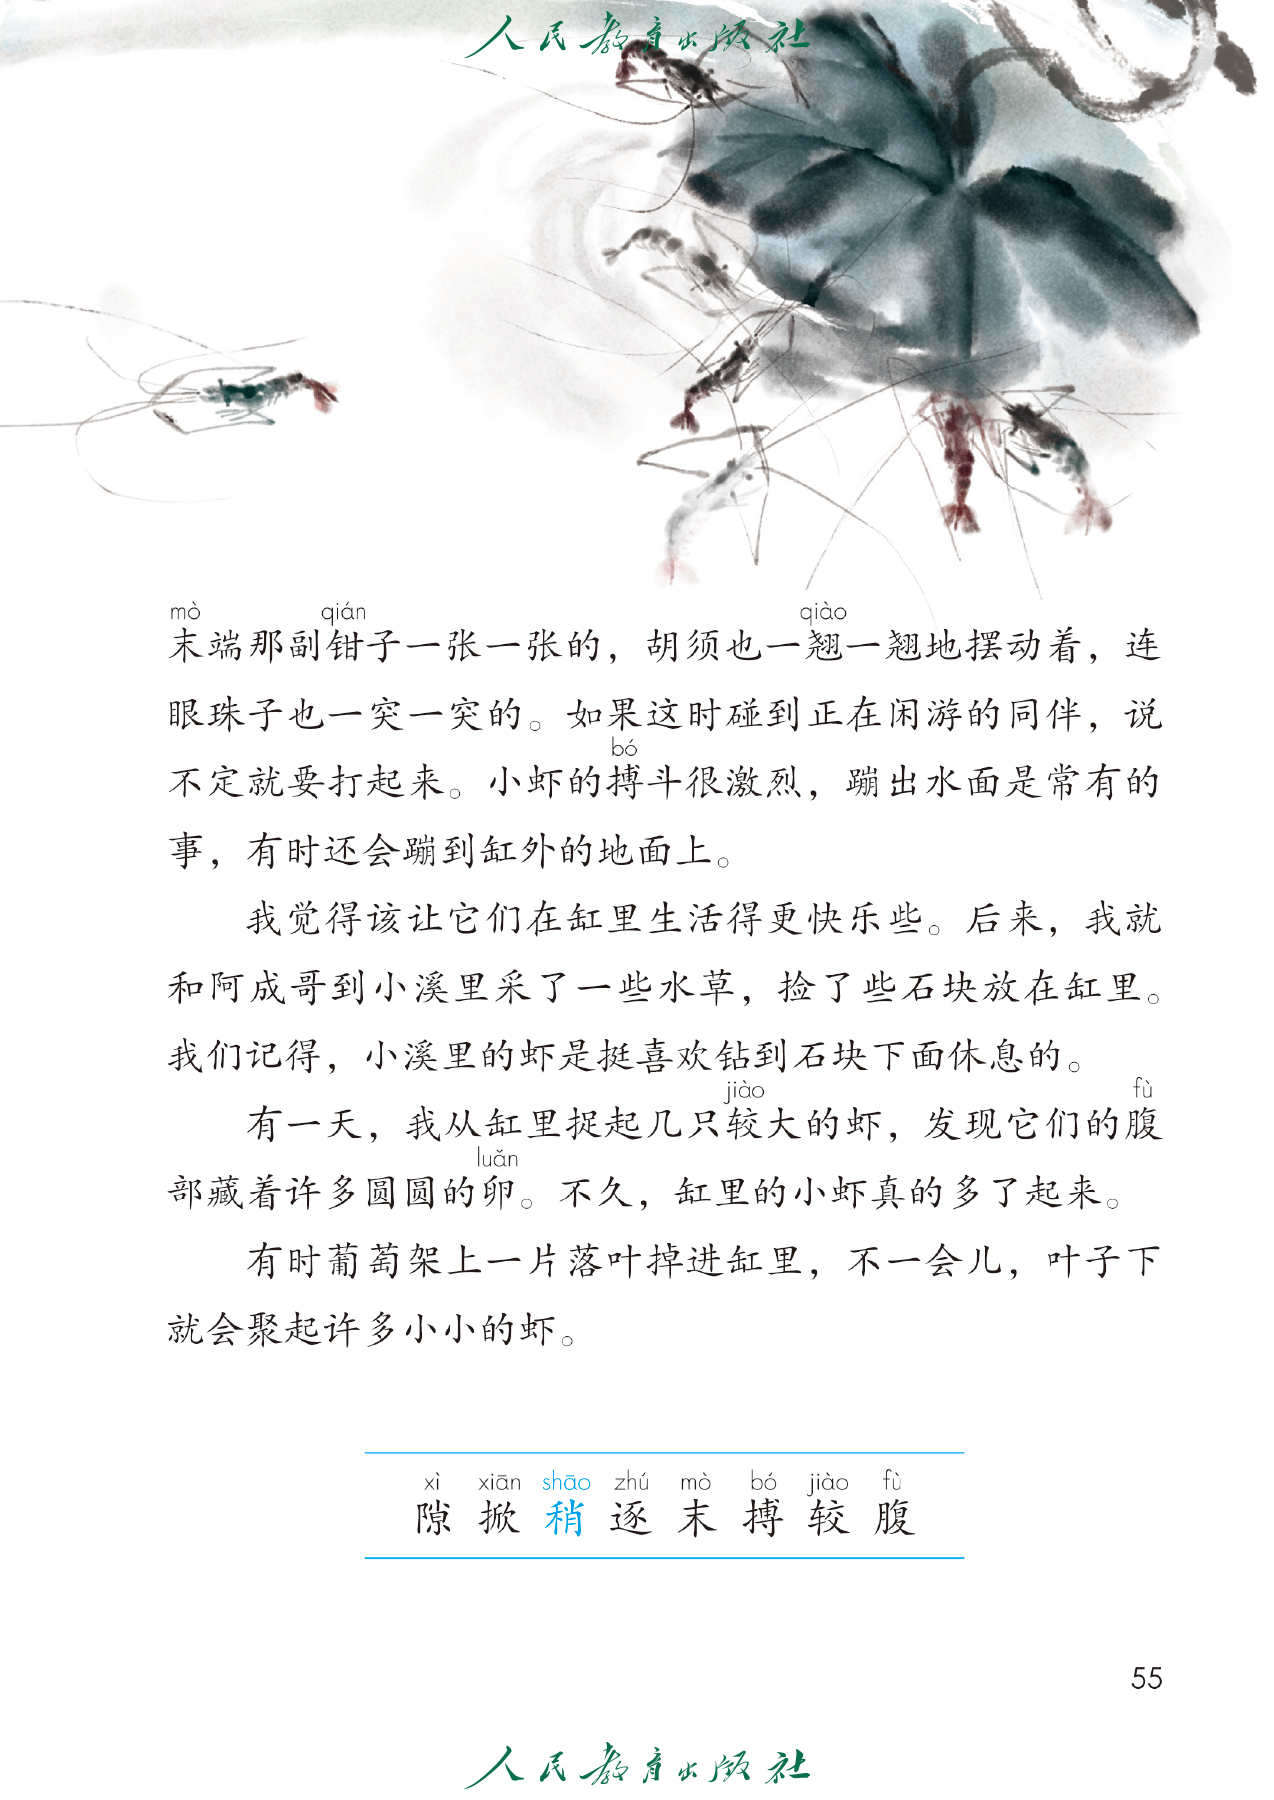 人民教育出版社
mò qián qiào
末端那副钳子一张一张的，胡须也一翘一翘地摆动着，连
眼珠子也一突一突的。如果这时碰到正在闲游的同伴，说
bó
不定就要打起来。小虾的搏斗很激烈，蹦出水面是常有的
事，有时还会蹦到缸外的地面上。
我觉得该让它们在缸里生活得更快乐些。后来，我就
和阿成哥到小溪里采了一些水草，捡了些石块放在缸里。
我们记得，小溪里的虾是挺喜欢钻到石块下面休息的。
jiào fù
有一天，我从缸里捉起几只较大的虾，发现它们的腹
luǎn
部藏着许多圆圆的卵。不久，缸里的小虾真的多了起来。
有时葡萄架上一片落叶掉进缸里，不一会儿，叶子下
就会聚起许多小小的虾。
xì xiān shāo zhú mò bó jiào fù
隙 掀 稍 逐 末 搏 较 腹
55
人民教育出版社